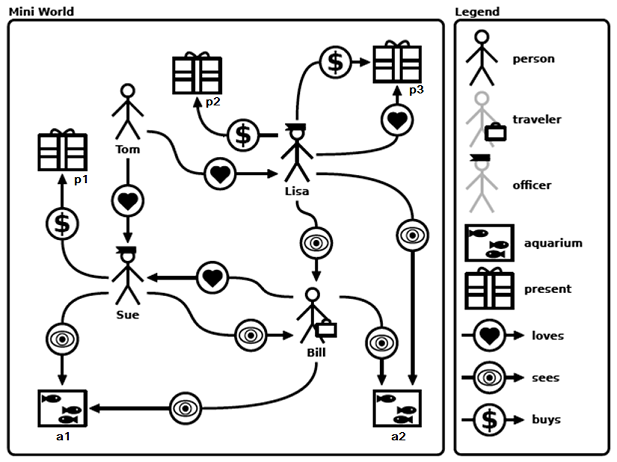 Mini World
p2
p3
Tom
Lisa
p1
$
$
$
Sue
Bill
a1
a2
Legend
person
traveler
officer
aquarium
present
loves
sees
$ buys